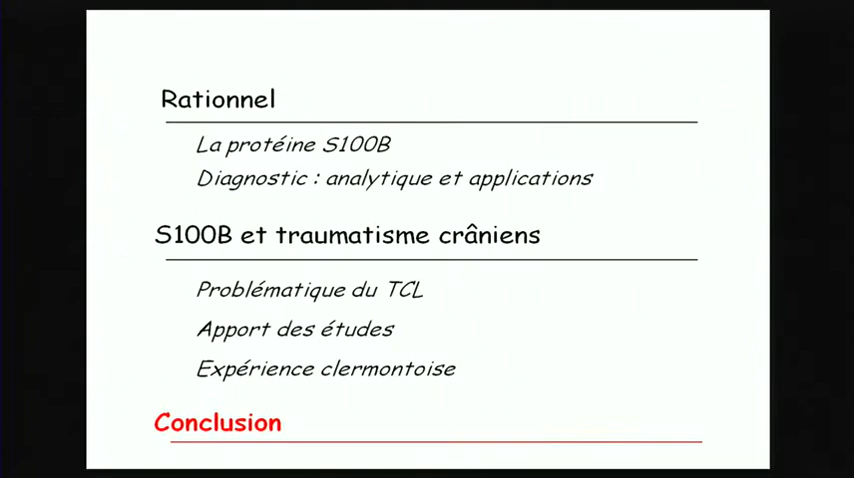 Rationnel
La protéine S100B
Diagnostic : analytique et applications
S100B et traumatisme crâniens
Problématique du TCL
Apport des études
Expérience clermontoise
Conclusion